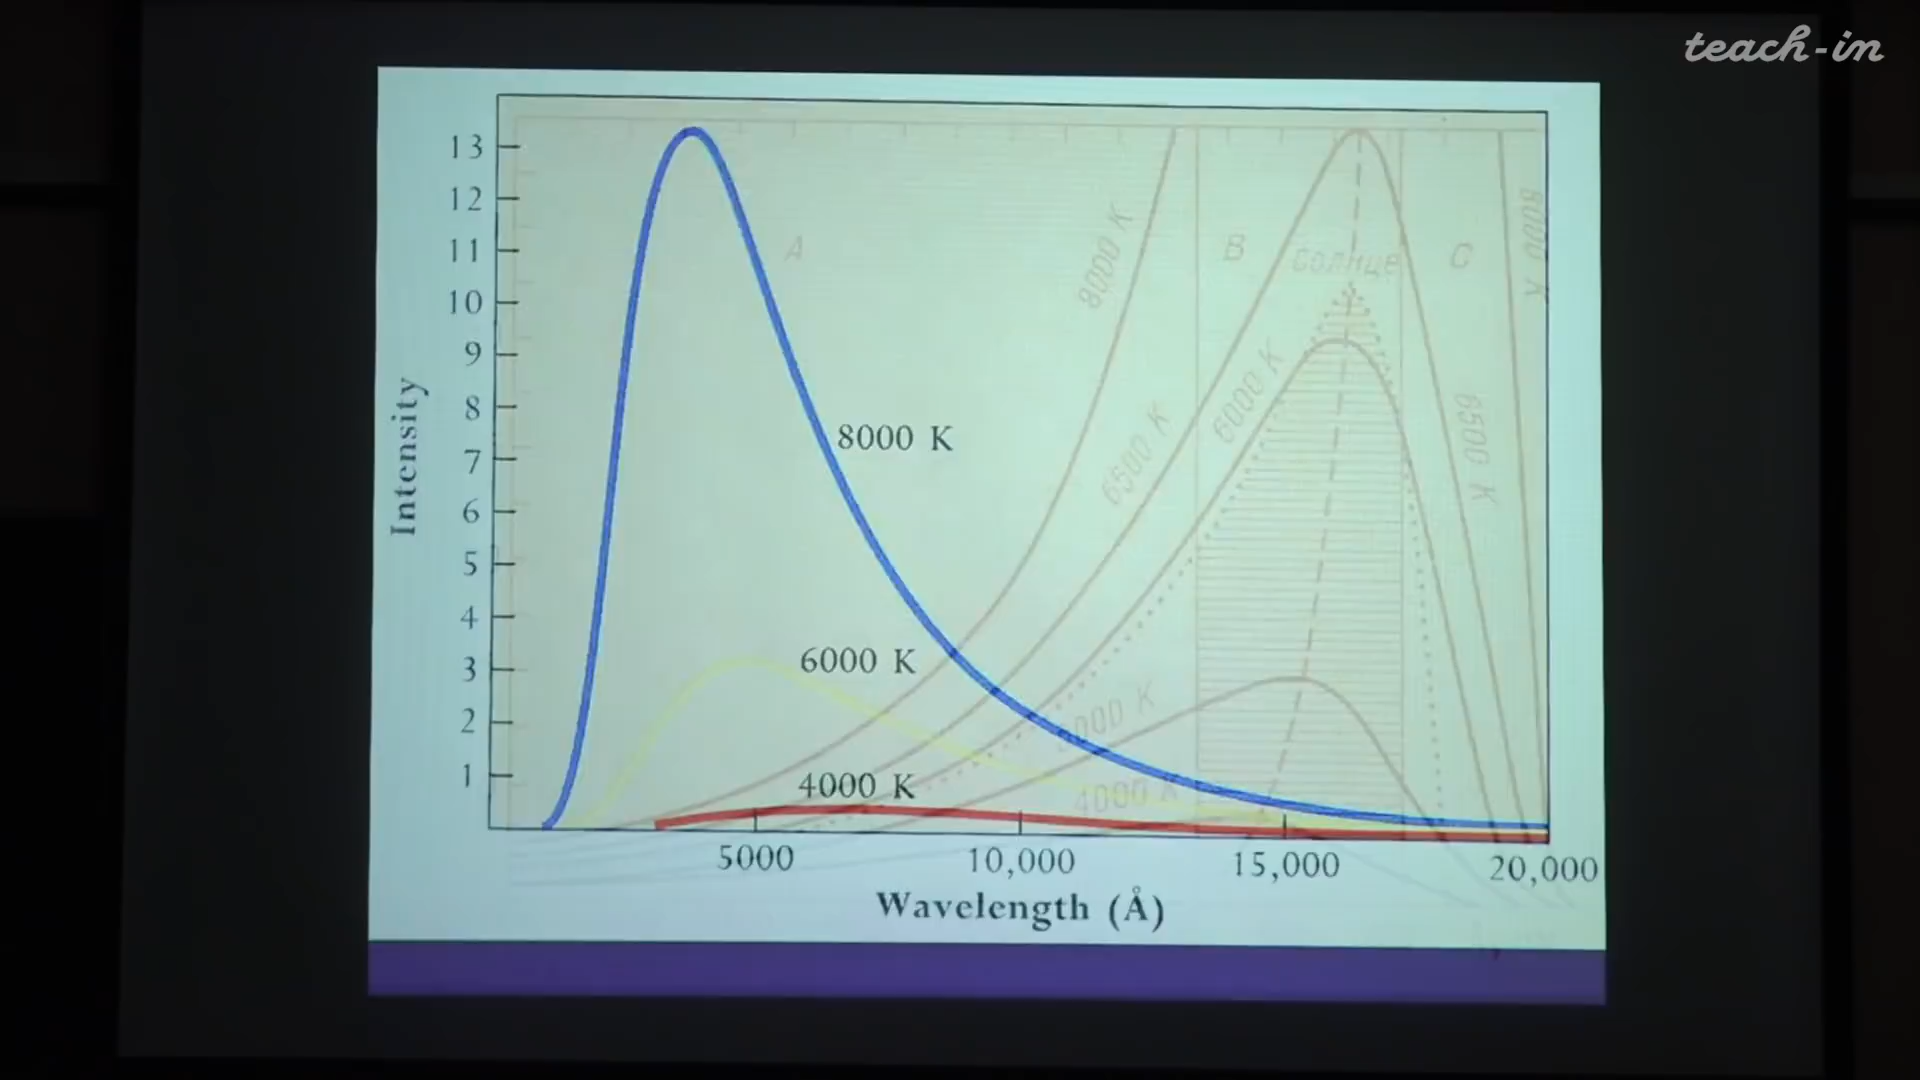 teach-in
13
12
11
10
9
8
7
6
5
4
3
2
1
Intensity
8000 K
6000 K
4000 K
5000
10,000
15,000
20,000
Wavelength (Å)
A
B
C
Солнце
8000 K
6500 K
6000 K
4000 K
6500 K
8000 K